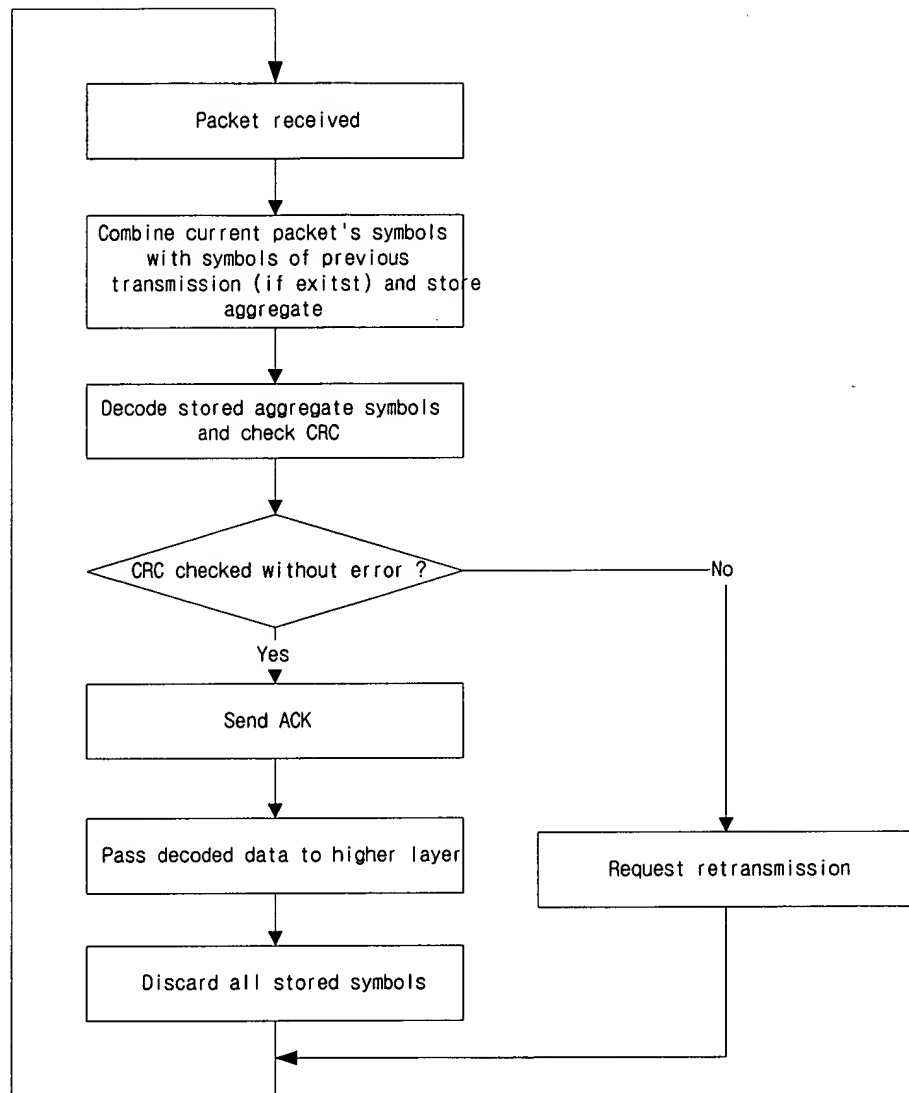 Packet received
Combine current packet's symbols
with symbols of previous
transmission (if exitst) and store
aggregate
Decode stored aggregate symbols
and check CRC
CRC checked without error ?
No
Yes
Send ACK
Pass decoded data to higher layer
Request retransmission
Discard all stored symbols